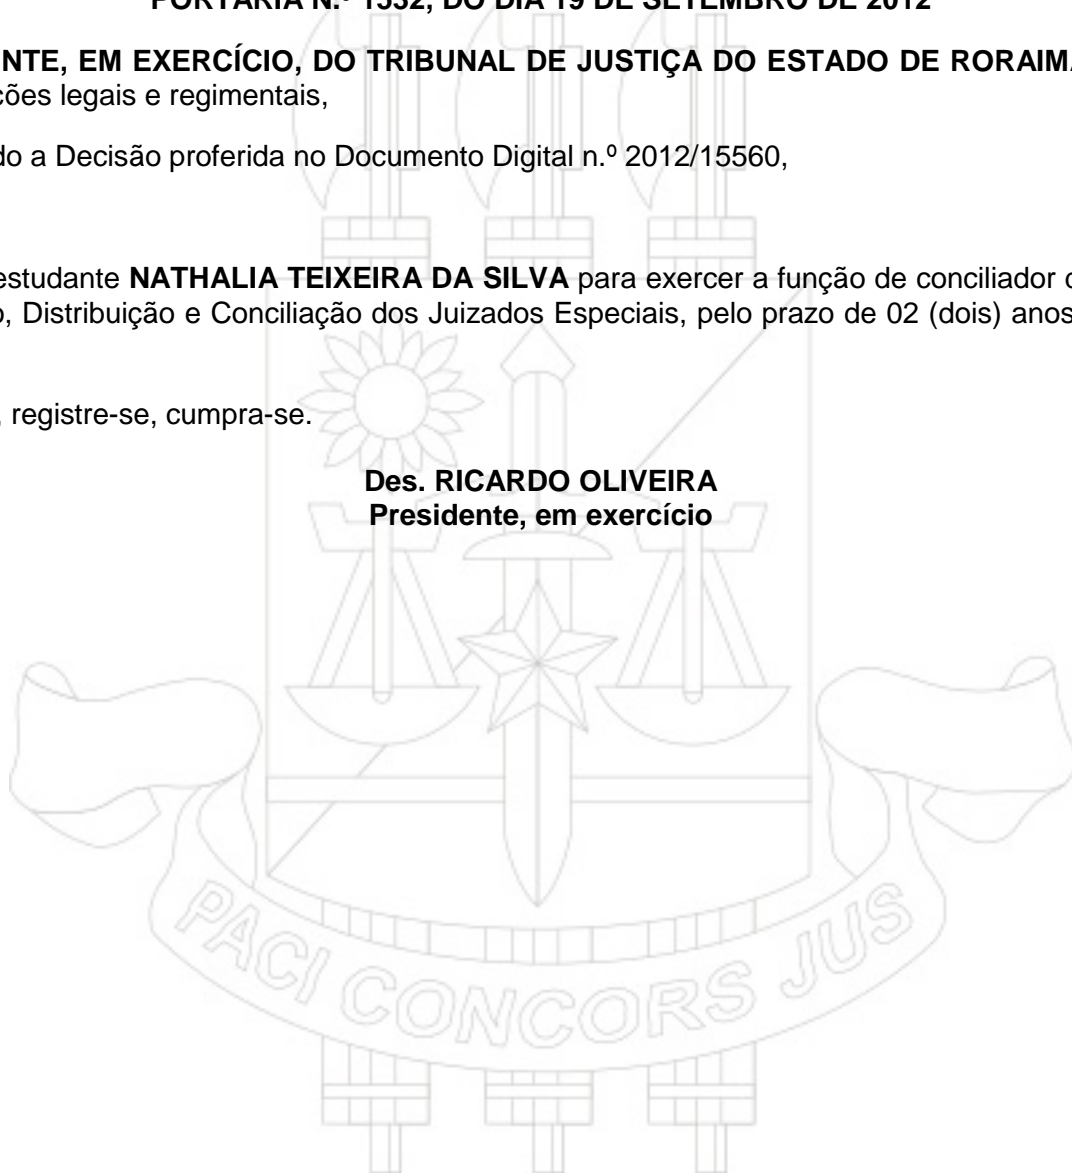 PORTARIA N.º 1532, DO DIA 19 DE SETEMBRO DE 2012
NTE, EM EXERCÍCIO, DO TRIBUNAL DE JUSTIÇA DO ESTADO DE RORAIMA
ções legais e regimentais,
do a Decisão proferida no Documento Digital n.º 2012/15560,
estudante NATHALIA TEIXEIRA DA SILVA para exercer a função de conciliador
o, Distribuição e Conciliação dos Juizados Especiais, pelo prazo de 02 (dois) anos
, registre-se, cumpra-se.
Des. RICARDO OLIVEIRA
Presidente, em exercício
PACI CONCORS JUS